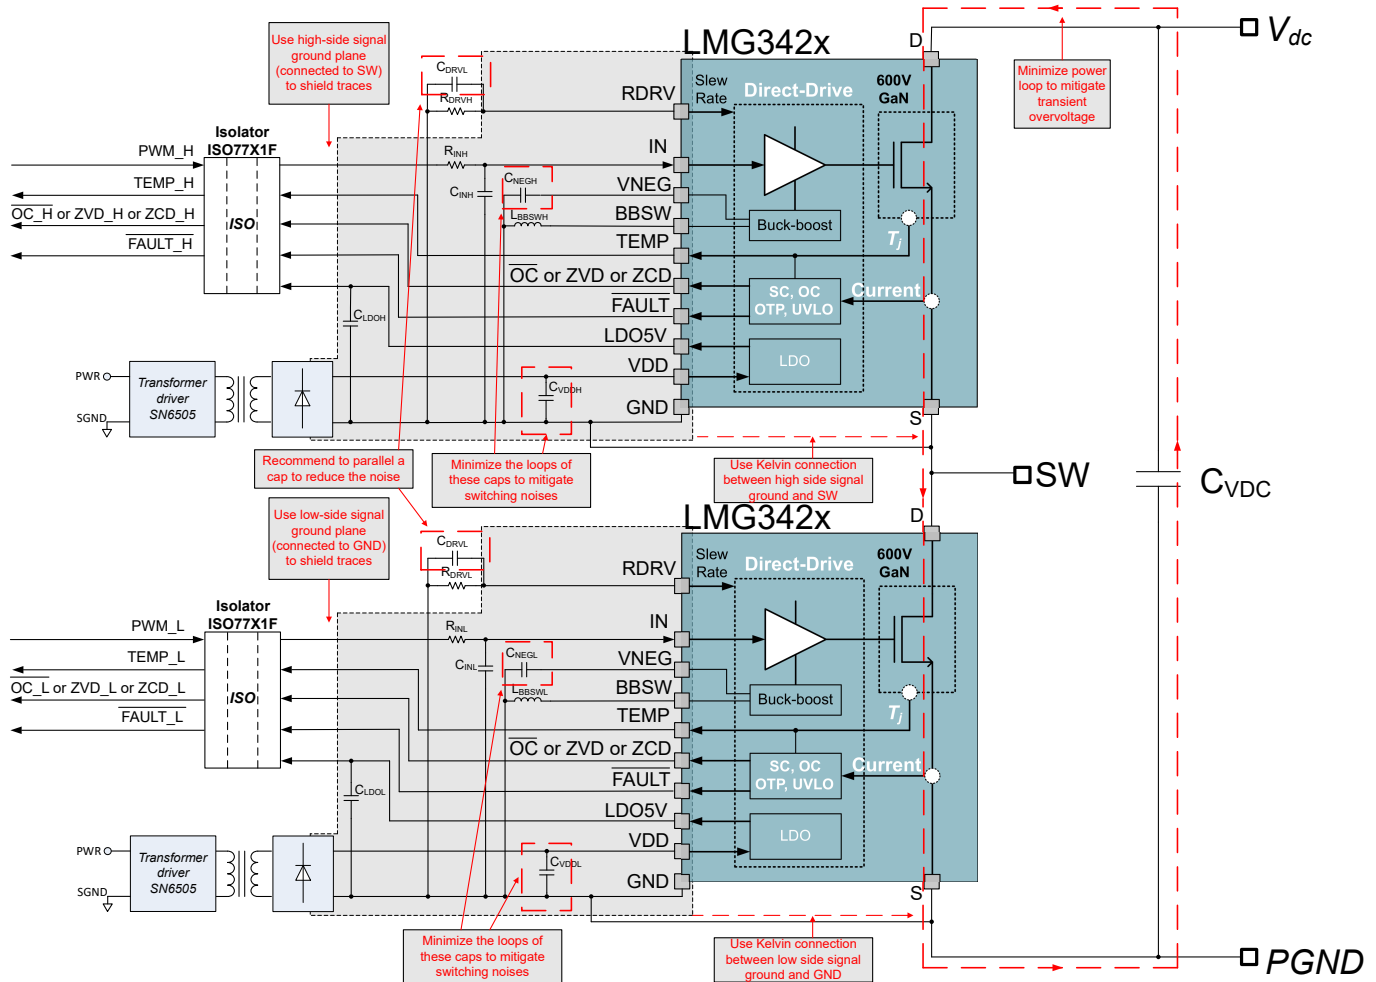 LMG342x
D
Vdc
Use high-side signal
ground plane
(connected to SW)
to shield traces
CDRVL
RDRVH
RDRV
Slew
Rate
Direct-Drive
600V
GaN
Minimize power
loop to mitigate
transient
overvoltage
Isolator
ISO77X1F
PWM_H
TEMP_H
OC_H or ZVD_H or ZCD_H
FAULT_H
ISO
RINH
CINH
CNEGH
LBBSWH
IN
VNEG
BBSW
TEMP
OC or ZVD or ZCD
FAULT
LDO5V
VDD
GND
Buck-boost
Tj
SC, OC
OTP, UVLO
Current
LDO
CLDOH
CVDDH
PWR
SGND
Transformer
driver
SN6505
S
Recommend to parallel a
cap to reduce the noise
Minimize the loops of
these caps to mitigate
switching noises
Use Kelvin connection
between high side signal
ground and SW
SW
CVDC
LMG342x
D
Use low-side signal
ground plane
(connected to GND)
to shield traces
CDRVL
RDRVL
RDRV
Slew
Rate
Direct-Drive
600V
GaN
Isolator
ISO77X1F
PWM_L
TEMP_L
OC_L or ZVD_L or ZCD_L
FAULT_L
ISO
RINL
CINL
CNEGL
LBBSWL
IN
VNEG
BBSW
TEMP
OC or ZVD or ZCD
FAULT
LDO5V
VDD
GND
Buck-boost
Tj
SC, OC
OTP, UVLO
Current
LDO
CLDOL
CVDDL
PWR
SGND
Transformer
driver
SN6505
S
Minimize the loops of
these caps to mitigate
switching noises
Use Kelvin connection
between low side signal
ground and GND
PGND